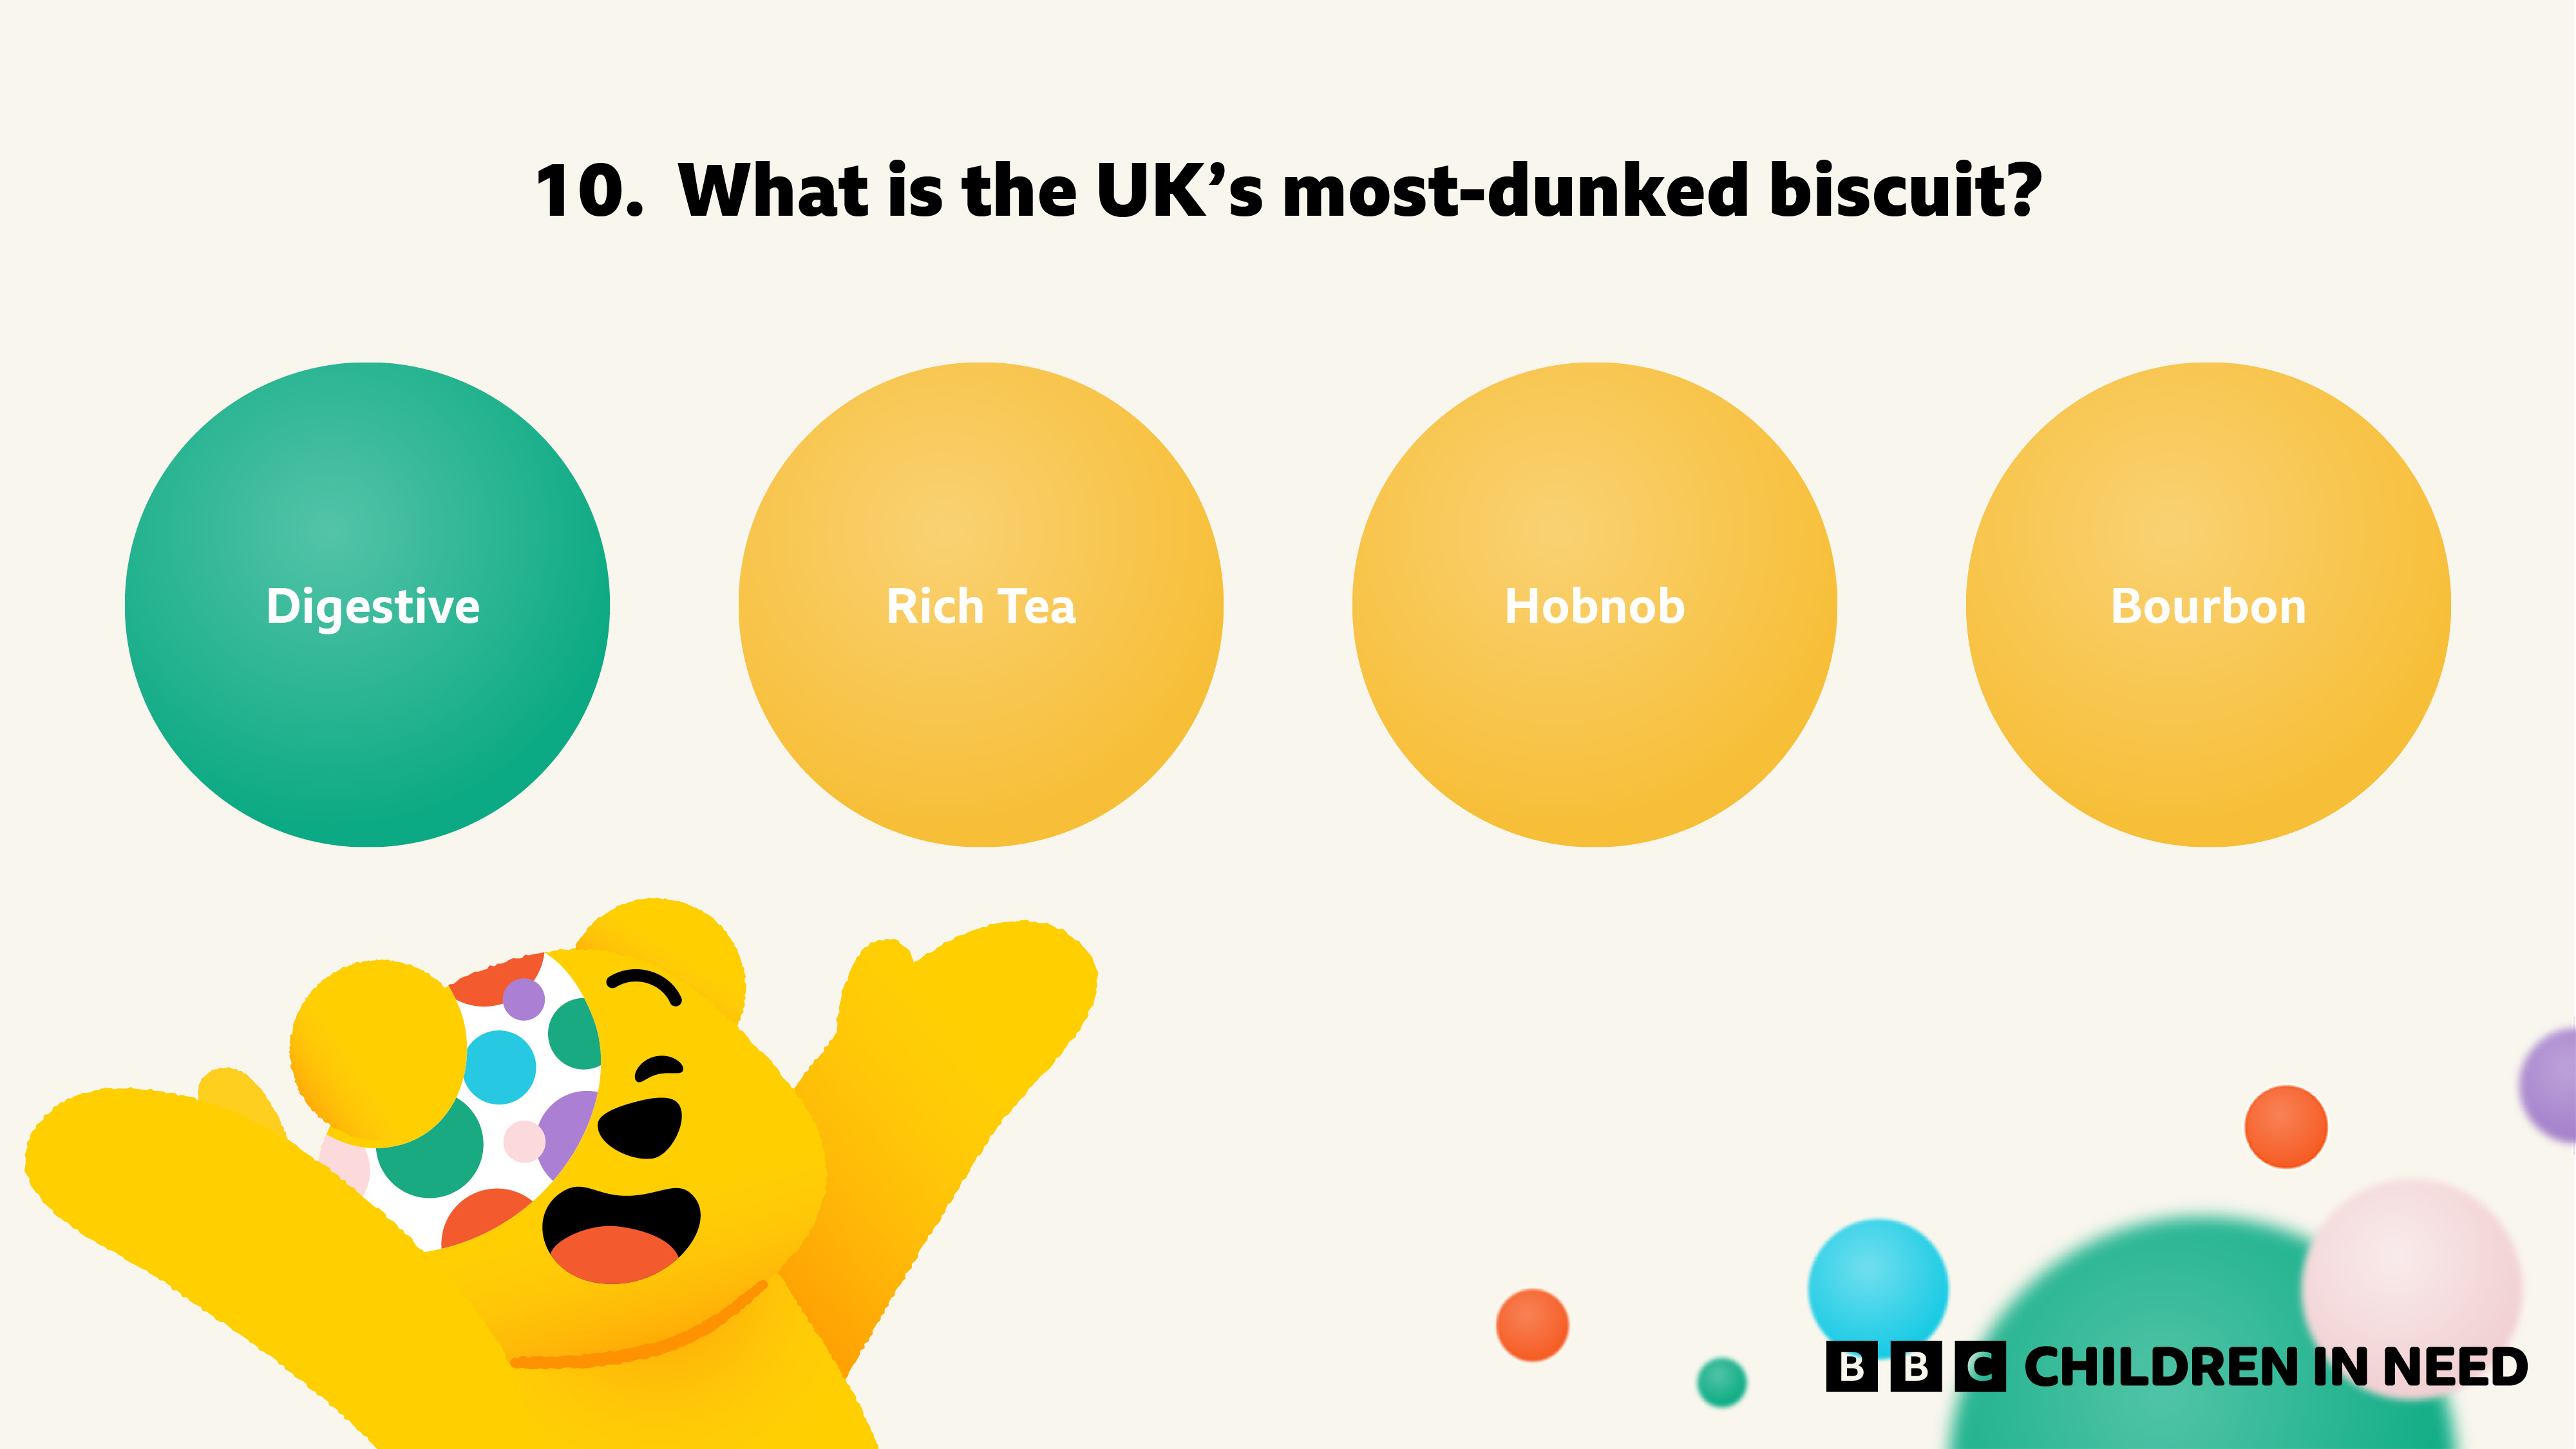 10. What is the UK’s most-dunked biscuit?
Digestive
Rich Tea
Hobnob
Bourbon
BBC CHILDREN IN NEED